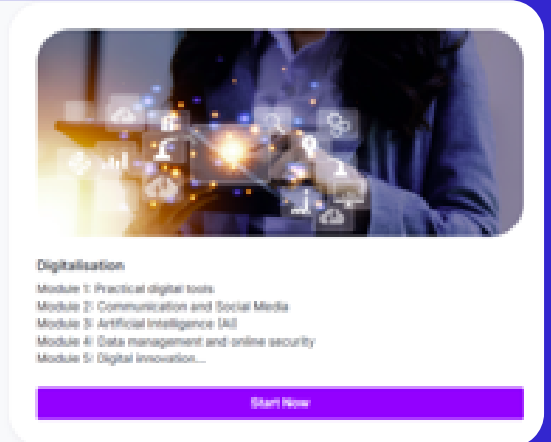 Digitalisation
Module 1: Practical digital tools
Module 2: Communication and Social Media
Module 3: Artificial Intelligence (AI)
Module 4: Data management and online security
Module 5: Digital innovation...
Start Now